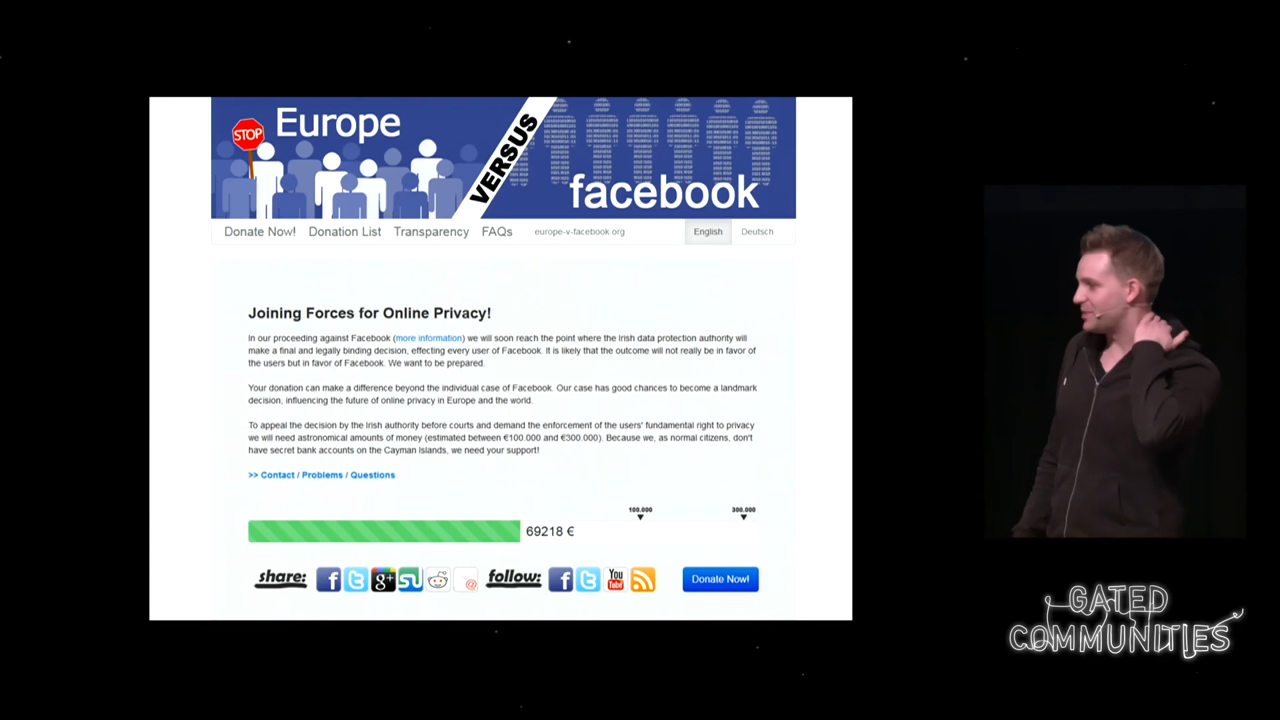 STOP
Europe
VERSUS
facebook
Donate Now! Donation List Transparency FAQs europe-v-facebook.org English Deutsch
Joining Forces for Online Privacy!
In our proceeding against Facebook (more information) we will soon reach the point where the Irish data protection authority will
make a final and legally binding decision, effecting every user of Facebook. It is likely that the outcome will not really be in favor of
the users but in favor of Facebook. We want to be prepared.
Your donation can make a difference beyond the individual case of Facebook. Our case has good chances to become a landmark
decision, influencing the future of online privacy in Europe and the world.
To appeal the decision by the Irish authority before courts and demand the enforcement of the users' fundamental right to privacy
we will need astronomical amounts of money (estimated between €100.000 and €300.000). Because we, as normal citizens, don't
have secret bank accounts on the Cayman Islands, we need your support!
>> Contact / Problems / Questions
100.000 300.000
69218 €
share: follow: You Tube Donate Now!
GATED
COMMUNITIES